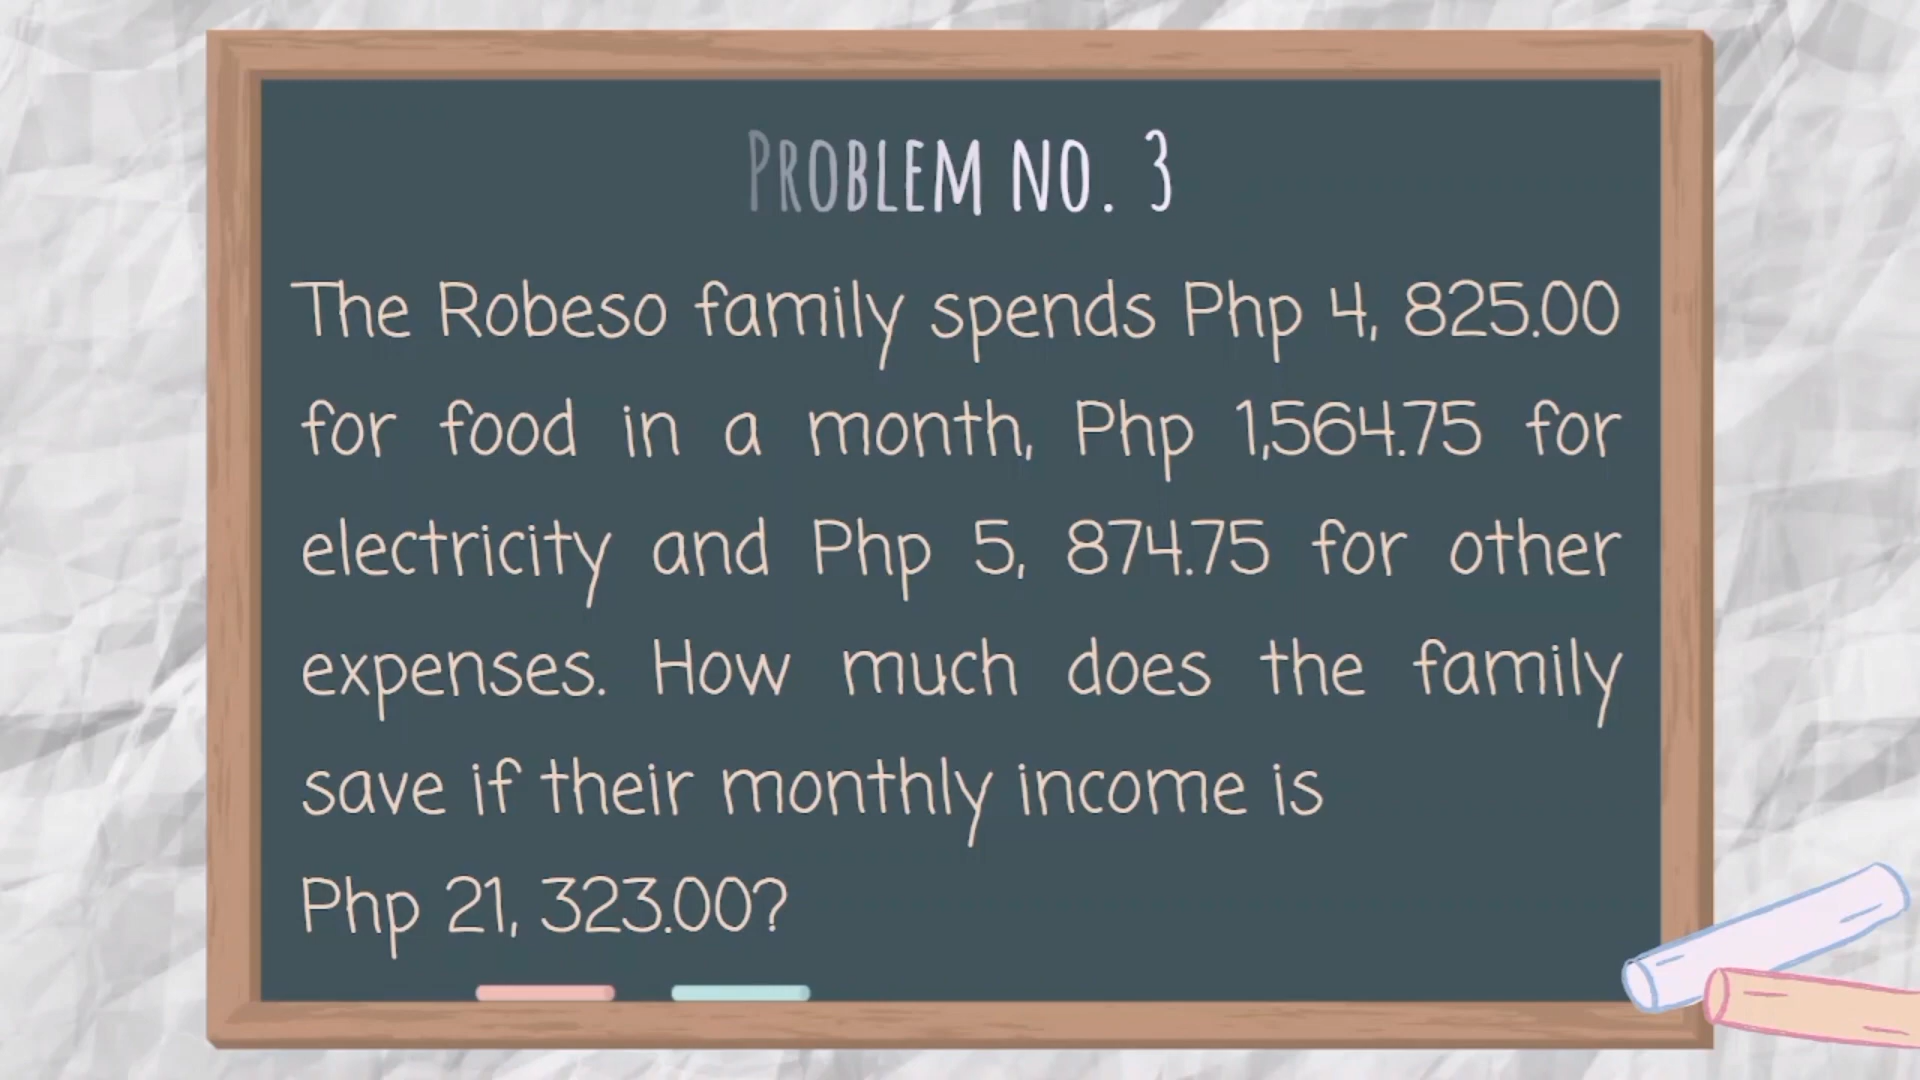 PROBLEM NO. 3
The Robeso family spends Php 4, 825.00
for food in a month, Php 1,564.75 for
electricity and Php 5, 874.75 for other
expenses. How much does the family
save if their monthly income is
Php 21, 323.00?